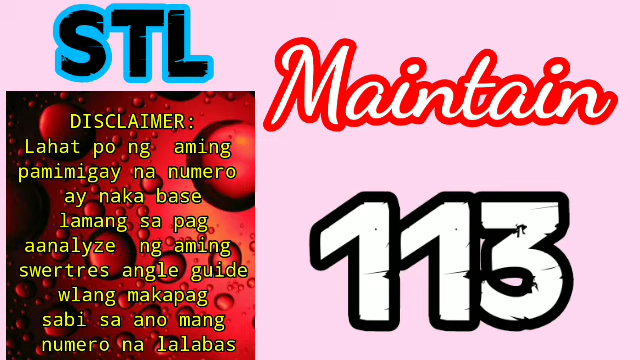 STL
Maintain
DISCLAIMER:
Lahat po ng aming
pamimigay na numero
ay naka base
lamang sa pag
aanalyze ng aming
swertres angle guide
wlang makapag
sabi sa ano mang
numero na lalabas
113